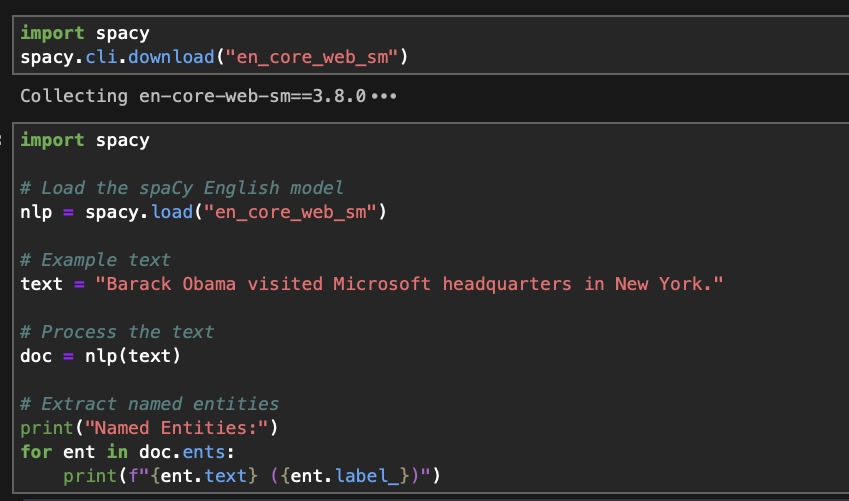 import spacy
spacy.cli.download("en_core_web_sm")
Collecting en-core-web-sm==3.8.0•••
import spacy
# Load the spaCy English model
nlp = spacy.load("en_core_web_sm")
# Example text
text = "Barack Obama visited Microsoft headquarters in New York."
# Process the text
doc = nlp(text)
# Extract named entities
print("Named Entities:")
for ent in doc.ents:
    print(f"{ent.text} ({ent.label_})")